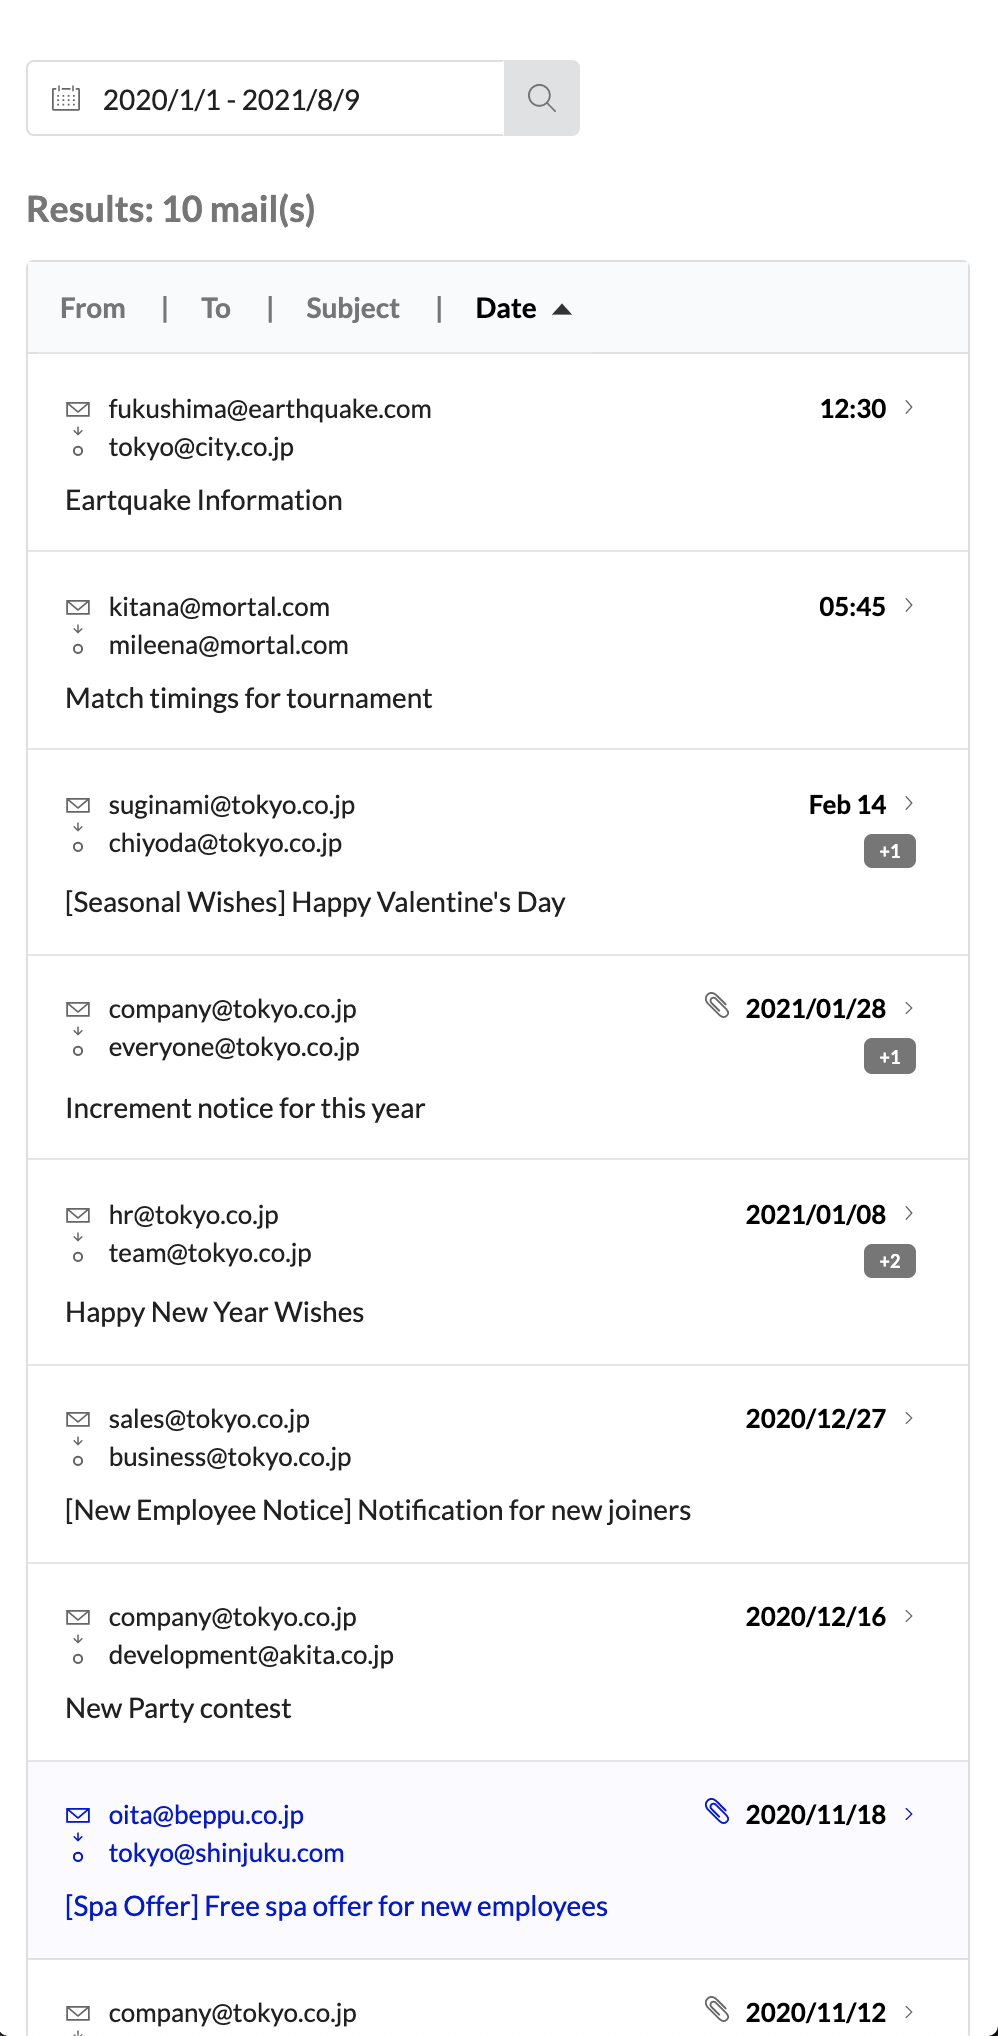 2020/1/1 - 2021/8/9
Results: 10 mail(s)
From | To | Subject | Date ▲
fukushima@earthquake.com 12:30
tokyo@city.co.jp
Eartquake Information
kitana@mortal.com 05:45
mileena@mortal.com
Match timings for tournament
suginami@tokyo.co.jp Feb 14
chiyoda@tokyo.co.jp +1
[Seasonal Wishes] Happy Valentine's Day
company@tokyo.co.jp 2021/01/28
everyone@tokyo.co.jp +1
Increment notice for this year
hr@tokyo.co.jp 2021/01/08
team@tokyo.co.jp +2
Happy New Year Wishes
sales@tokyo.co.jp 2020/12/27
business@tokyo.co.jp
[New Employee Notice] Notification for new joiners
company@tokyo.co.jp 2020/12/16
development@akita.co.jp
New Party contest
oita@beppu.co.jp 2020/11/18
tokyo@shinjuku.com
[Spa Offer] Free spa offer for new employees
company@tokyo.co.jp 2020/11/12